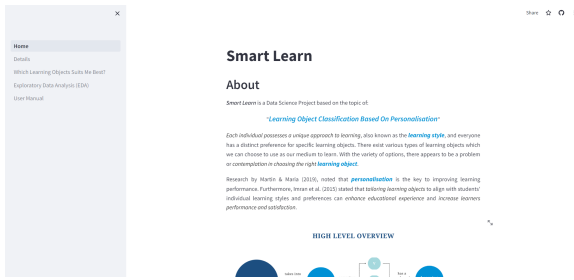 Share
Home
Details
Which Learning Objects Suits Me Best?
Exploratory Data Analysis (EDA)
User Manual
Smart Learn
About
Smart Learn is a Data Science Project on the topic of:
"Learning Object Classification Based On Personalisation"
Each individual possesses a unique approach to learning, also known as the learning style, and everyone
has a distinct preference for specific learning objects. There exist various types of learning objects which
we can choose to use as our medium to learn. With the variety of options, there appears to be a problem
or contemplation in choosing the right learning object.
Research by Martin & Maria (2019), noted that personalisation is the key to improving learning
performance. Furthermore, Imran et al. (2015) stated that tailoring learning objects to align with students'
individual learning styles and preferences can enhance educational experience and increase learners
performance and satisfaction.
HIGH LEVEL OVERVIEW
takes into
has a